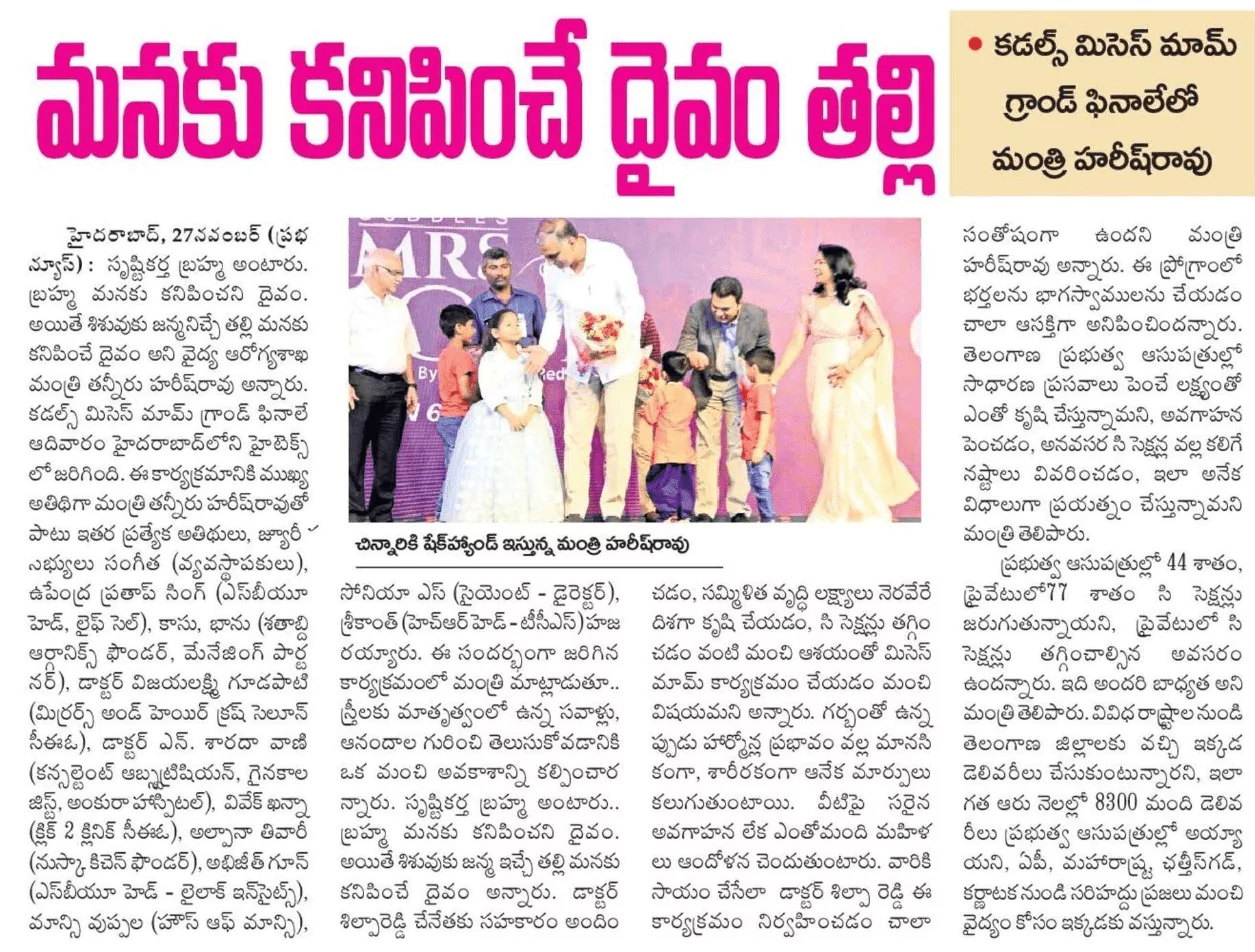 మనకు కనిపించే దైవం తల్లి
• కడల్స్ మిసెస్ మామ్
గ్రాండ్ ఫినాలేలో
మంత్రి హరీష్‌రావు
హైదరాబాద్, 27నవంబర్ (ప్రభ
న్యూస్) : సృష్టికర్త బ్రహ్మ అంటారు.
బ్రహ్మ మనకు కనిపించని దైవం.
అయితే శిశువుకు జన్మనిచ్చే తల్లి మనకు
కనిపించే దైవం అని వైద్య ఆరోగ్యశాఖ
మంత్రి తన్నీరు హరీష్‌రావు అన్నారు.
కడల్స్ మిసెస్ మామ్ గ్రాండ్ ఫినాలే
ఆదివారం హైదరాబాద్‌లోని హైటెక్స్
లో జరిగింది. ఈ కార్యక్రమానికి ముఖ్య
అతిథిగా మంత్రి తన్నీరు హరీష్‌రావుతో
పాటు ఇతర ప్రత్యేక అతిథులు, జ్యూరీ
సభ్యులు సంగీత (వ్యవస్థాపకులు),
ఉపేంద్ర ప్రతాప్ సింగ్ (ఎస్‌బీయూ
హెడ్, లైఫ్ సెల్), కాసు, భాను (శతాబ్ది
ఆర్గానిక్స్ ఫౌండర్, మేనేజింగ్ పార్ట
నర్), డాక్టర్ విజయలక్ష్మి గూడపాటి
(మిర్రర్స్ అండ్ హెయిర్ క్రష్ సెలూన్
సీఈఓ), డాక్టర్ ఎన్. శారదా వాణి
(కన్సల్టెంట్ ఆబ్స్టట్రిషియన్, గైనకాల
జిస్ట్, అంకురా హాస్పిటల్), వివేక్ ఖన్నా
(క్లిక్ 2 క్లినిక్ సీఈఓ), అల్పానా తివారీ
(నుస్కా కిచెన్ ఫౌండర్), అభిజీత్ గూన్
(ఎస్‌బీయూ హెడ్ - లైలాక్ ఇన్‌సైట్స్),
మాన్సి వుప్పల (హౌస్ ఆఫ్ మాన్సి),
MRS
By
Red
16
చిన్నారికి షేక్‌హ్యాండ్ ఇస్తున్న మంత్రి హరీష్‌రావు
సోనియా ఎస్ (సైయెంట్ - డైరెక్టర్),
శ్రీకాంత్ (హెచ్ఆర్ హెడ్ - టీసీఎస్) హజ
రయ్యారు. ఈ సందర్భంగా జరిగిన
కార్యక్రమంలో మంత్రి మాట్లాడుతూ..
స్త్రీలకు మాతృత్వంలో ఉన్న సవాళ్లు,
ఆనందాల గురించి తెలుసుకోవడానికి
ఒక మంచి అవకాశాన్ని కల్పించార
న్నారు. సృష్టికర్త బ్రహ్మ అంటారు..
బ్రహ్మ మనకు కనిపించని దైవం.
అయితే శిశువుకు జన్మ ఇచ్చే తల్లి మనకు
కనిపించే దైవం అన్నారు. డాక్టర్
శిల్పారెడ్డి చేనేతకు సహకారం అందిం
చడం, సమ్మిళిత వృద్ధి లక్ష్యాలు నెరవేరే
దిశగా కృషి చేయడం, సి సెక్షన్లు తగ్గిం
చడం వంటి మంచి ఆశయంతో మిసెస్
మామ్ కార్యక్రమం చేయడం మంచి
విషయమని అన్నారు. గర్భంతో ఉన్న
ప్పుడు హార్మోన్ల ప్రభావం వల్ల మానసి
కంగా, శారీరకంగా అనేక మార్పులు
కలుగుతుంటాయి. వీటిపై సరైన
అవగాహన లేక ఎంతోమంది మహిళ
లు ఆందోళన చెందుతుంటారు. వారికి
సాయం చేసేలా డాక్టర్ శిల్పా రెడ్డి ఈ
కార్యక్రమం నిర్వహించడం చాలా
సంతోషంగా ఉందని మంత్రి
హరీష్‌రావు అన్నారు. ఈ ప్రోగ్రాంలో
భర్తలను భాగస్వాములను చేయడం
చాలా ఆసక్తిగా అనిపించిందన్నారు.
తెలంగాణ ప్రభుత్వ ఆసుపత్రుల్లో
సాధారణ ప్రసవాలు పెంచే లక్ష్యంతో
ఎంతో కృషి చేస్తున్నామని, అవగాహన
పెంచడం, అనవసర సి సెక్షన్ల వల్ల కలిగే
నష్టాలు వివరించడం, ఇలా అనేక
విధాలుగా ప్రయత్నం చేస్తున్నామని
మంత్రి తెలిపారు.
ప్రభుత్వ ఆసుపత్రుల్లో 44 శాతం,
ప్రైవేటులో77 శాతం సి సెక్షన్లు
జరుగుతున్నాయని, ప్రైవేటులో సి
సెక్షన్లు తగ్గించాల్సిన అవసరం
ఉందన్నారు. ఇది అందరి బాధ్యత అని
మంత్రి తెలిపారు. వివిధ రాష్ట్రాల నుండి
తెలంగాణ జిల్లాలకు వచ్చి ఇక్కడ
డెలివరీలు చేసుకుంటున్నారని, ఇలా
గత ఆరు నెలల్లో 8300 మంది డెలివ
రీలు ప్రభుత్వ ఆసుపత్రుల్లో అయ్యా
యని, ఏపీ, మహారాష్ట్ర, ఛత్తీస్‌గడ్,
కర్ణాటక నుండి సరిహద్దు ప్రజలు మంచి
వైద్యం కోసం ఇక్కడకు వస్తున్నారు.